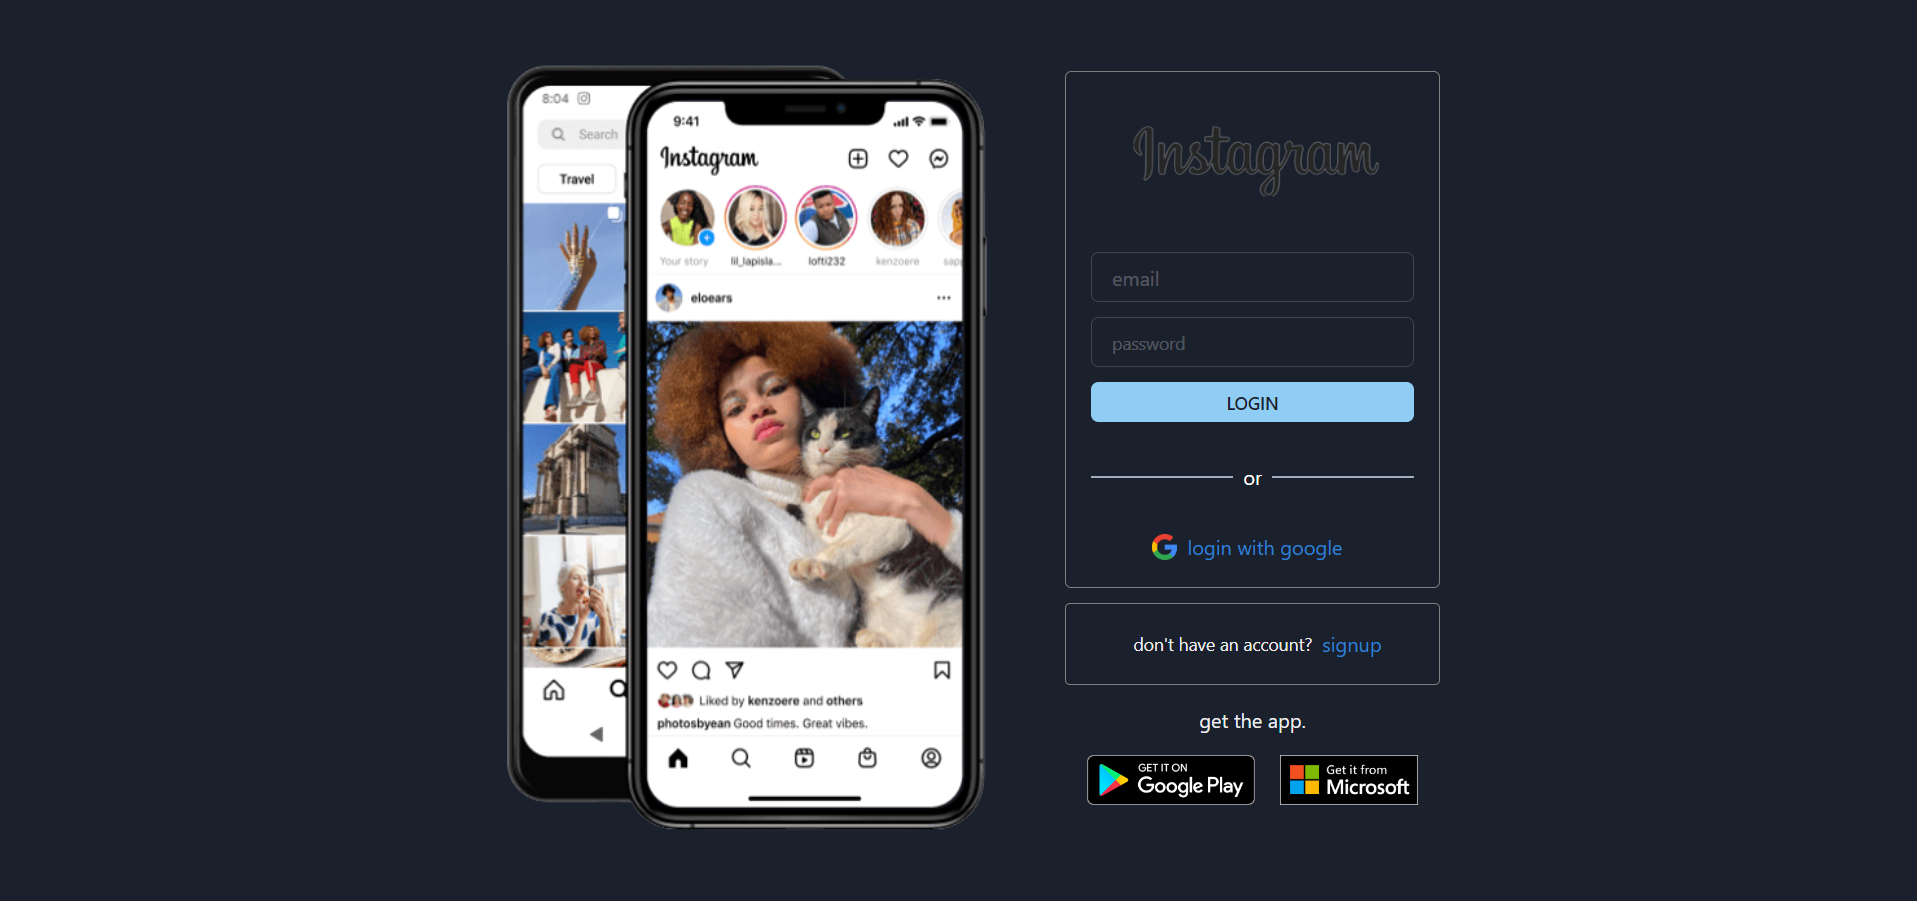 8:04
Search
Travel
9:41
Instagram
Your story
lil_lapisla...
lofti232
kenzoere
sapp
eloears
Liked by kenzoere and others
photosbyean Good times. Great vibes.
Instagram
email
password
LOGIN
or
login with google
don't have an account? signup
get the app.
GET IT ON
Google Play
Get it from
Microsoft